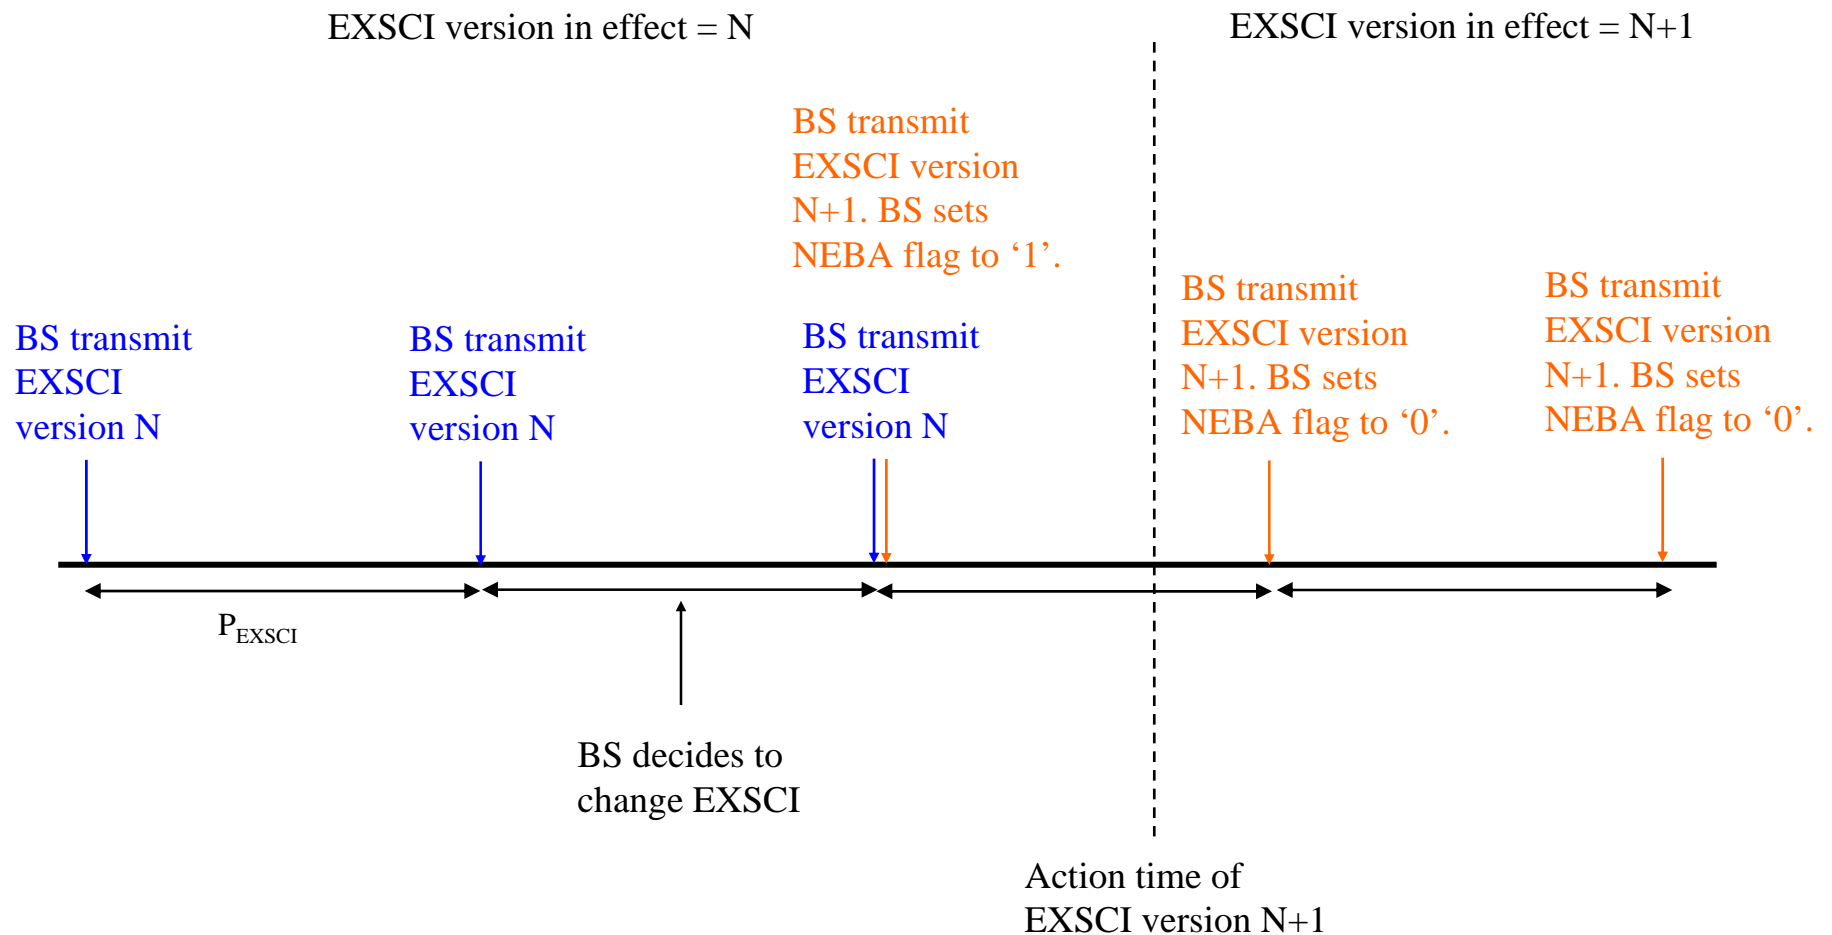 EXSCI version in effect = N
EXSCI version in effect = N+1
BS transmit
EXSCI version
N+1. BS sets
NEBA flag to ‘1’.
BS transmit
EXSCI
version N
BS transmit
EXSCI
version N
BS transmit
EXSCI
version N
BS transmit
EXSCI version
N+1. BS sets
NEBA flag to ‘0’.
BS transmit
EXSCI version
N+1. BS sets
NEBA flag to ‘0’.
PEXSCI
BS decides to
change EXSCI
Action time of
EXSCI version N+1